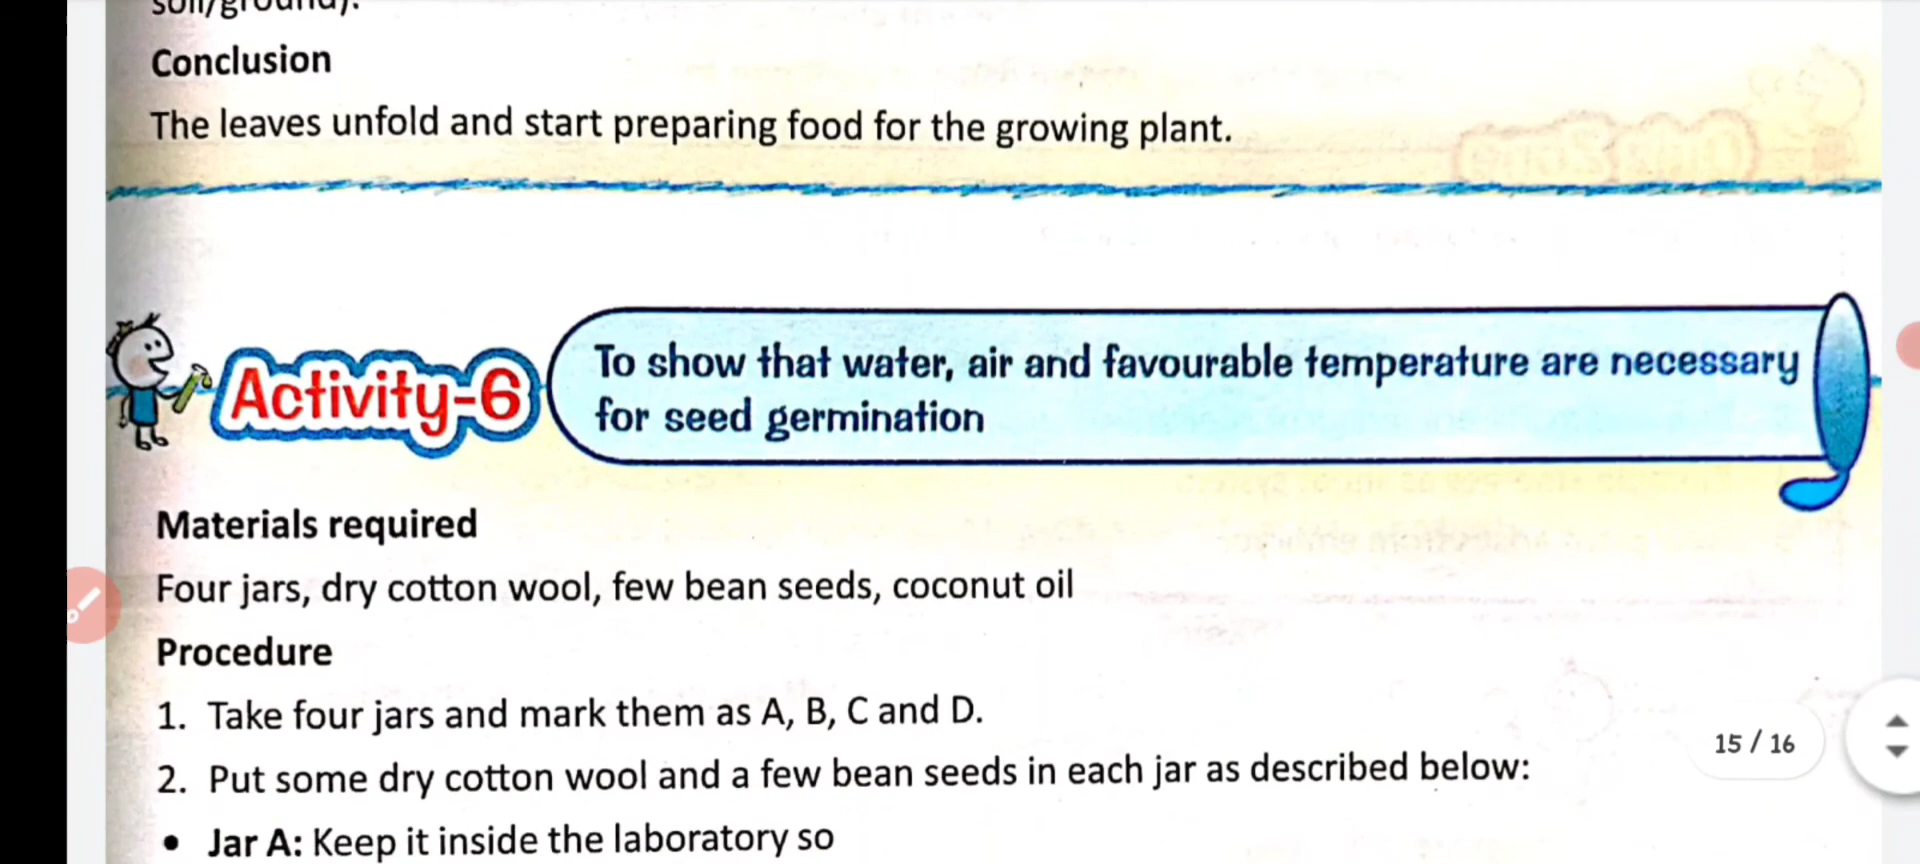 soil/ground).
Conclusion
The leaves unfold and start preparing food for the growing plant.
Activity-6
To show that water, air and favourable temperature are necessary
for seed germination
Materials required
Four jars, dry cotton wool, few bean seeds, coconut oil
Procedure
1. Take four jars and mark them as A, B, C and D.
15 / 16
2. Put some dry cotton wool and a few bean seeds in each jar as described below:
• Jar A: Keep it inside the laboratory so